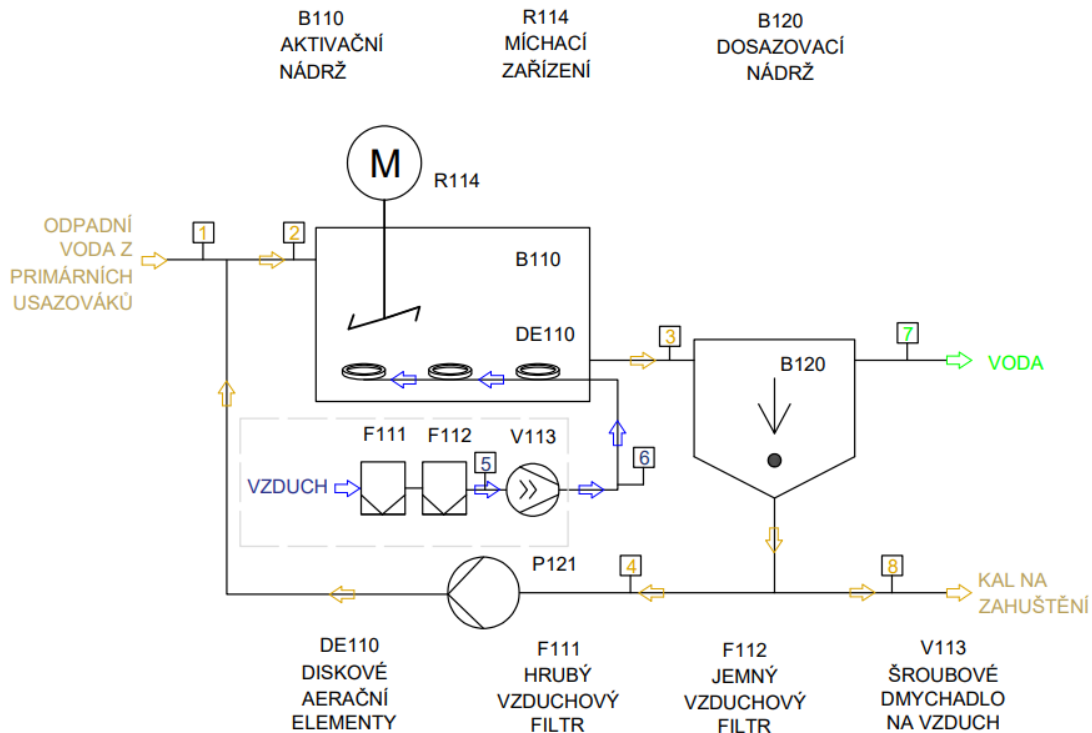 B110
AKTIVAČNÍ
NÁDRŽ
R114
MÍCHACÍ
ZAŘÍZENÍ
B120
DOSAZOVACÍ
NÁDRŽ
M
R114
ODPADNÍ
VODA Z
PRIMÁRNÍCH
USAZOVÁKŮ
1
2
B110
DE110
3
B120
7
VODA
F111
F112
V113
VZDUCH
5
6
P121
4
8
KAL NA
ZAHUŠTĚNÍ
DE110
DISKOVÉ
AERAČNÍ
ELEMENTY
F111
HRUBÝ
VZDUCHOVÝ
FILTR
F112
JEMNÝ
VZDUCHOVÝ
FILTR
V113
ŠROUBOVÉ
DMYCHADLO
NA VZDUCH